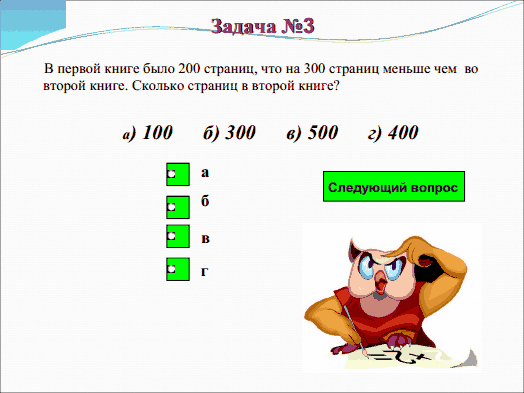 Задача №3
В первой книге было 200 страниц, что на 300 страниц меньше чем во
второй книге. Сколько страниц в второй книге?
а) 100 б) 300 в) 500 г) 400
а
б
Следующий вопрос
в
г